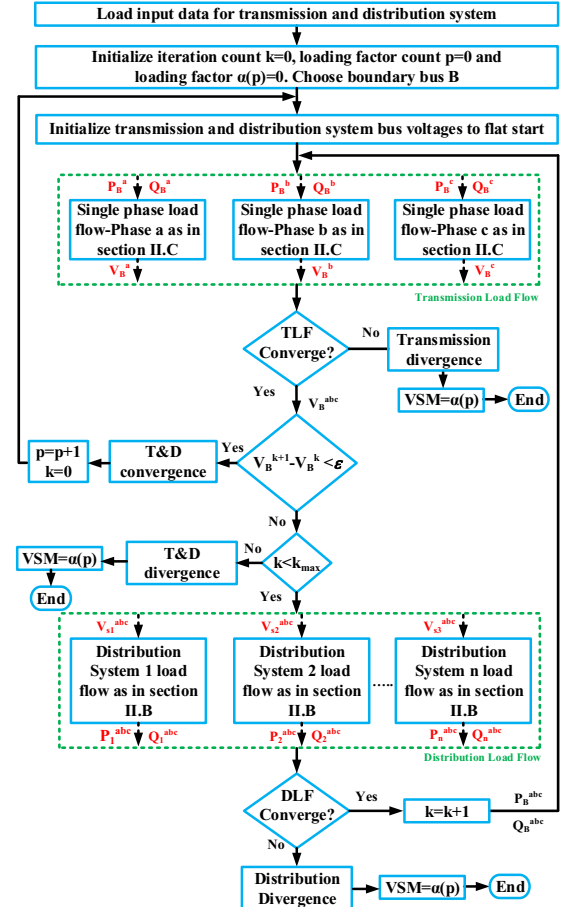 Load input data for transmission and distribution system
Initialize iteration count k=0, loading factor count p=0 and
loading factor α(p)=0. Choose boundary bus B
Initialize transmission and distribution system bus voltages to flat start
P_B^a Q_B^a P_B^b Q_B^b P_B^c Q_B^c
Single phase load
flow-Phase a as in
section II.C
Single phase load
flow-Phase b as in
section II.C
Single phase load
flow-Phase c as in
section II.C
V_B^a V_B^b V_B^c
Transmission Load Flow
TLF
Converge?
No
Transmission
divergence
VSM=α(p)
End
Yes
V_B^abc
V_B^k+1-V_B^k <ε
Yes
T&D
convergence
p=p+1
k=0
No
k<k_max
No
T&D
divergence
VSM=α(p)
End
Yes
V_s1^abc V_s2^abc V_s3^abc
Distribution
System 1 load
flow as in section
II.B
Distribution
System 2 load
flow as in section
II.B
.....
Distribution
System n load
flow as in section
II.B
P_1^abc Q_1^abc P_2^abc Q_2^abc P_n^abc Q_n^abc
Distribution Load Flow
DLF
Converge?
Yes
k=k+1
P_B^abc
Q_B^abc
No
Distribution
Divergence
VSM=α(p)
End